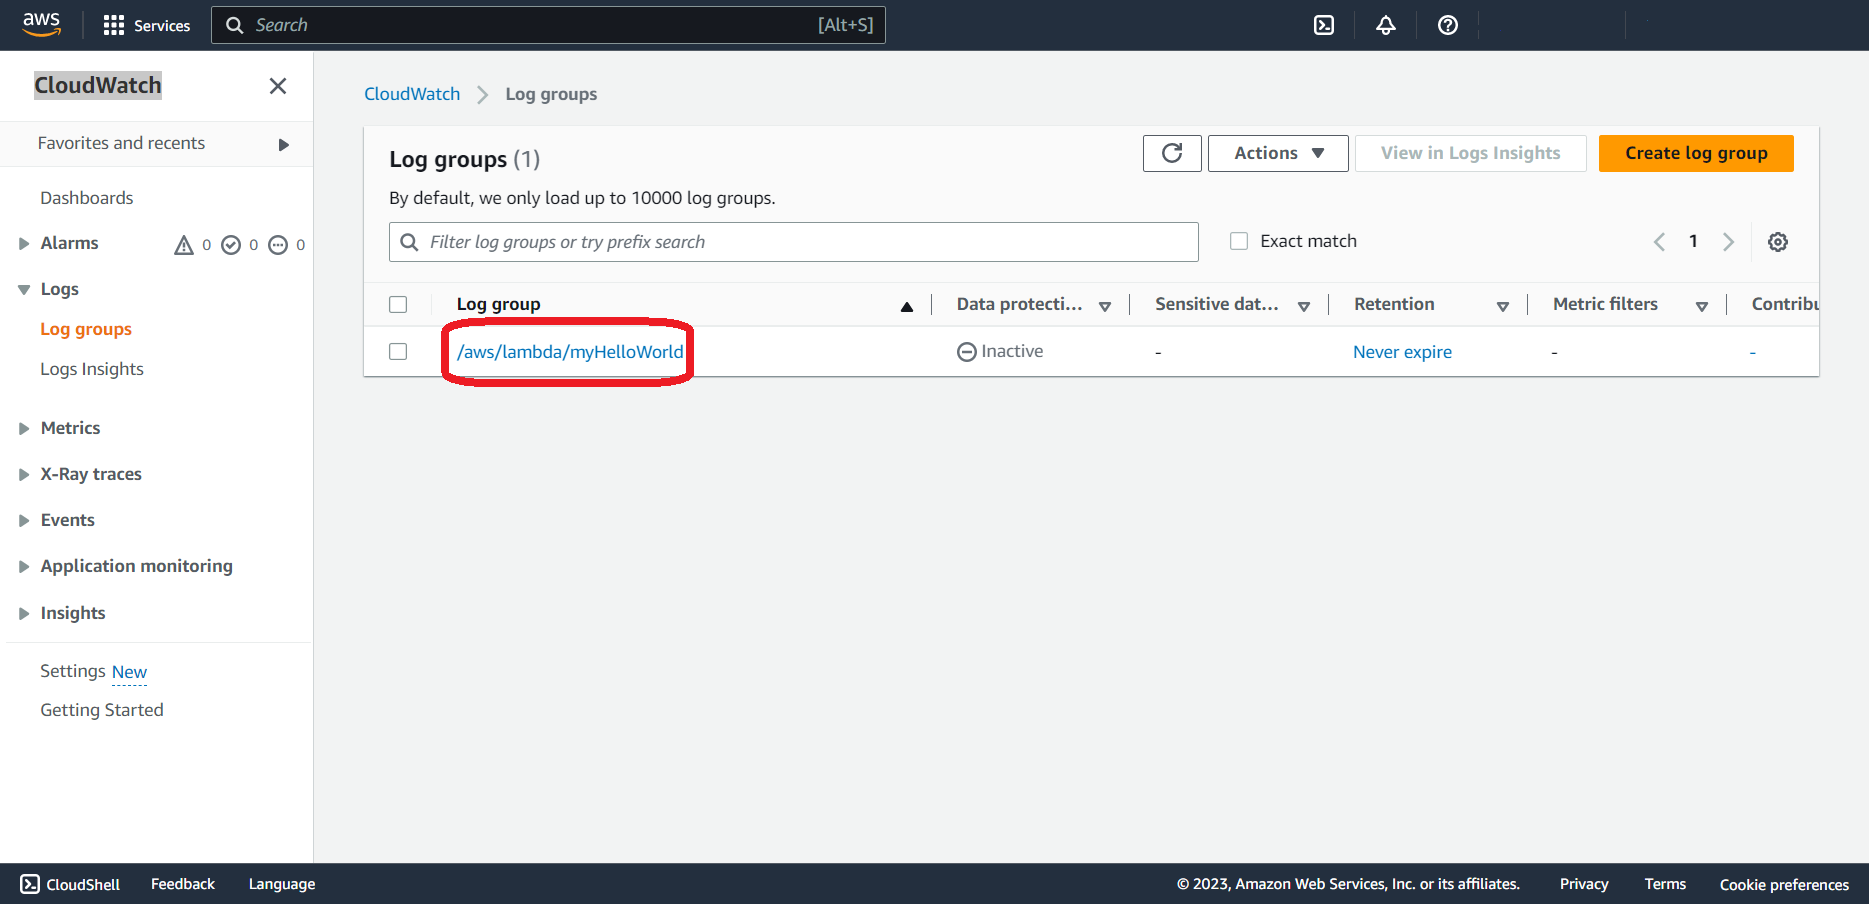 aws Services Search [Alt+S]
CloudWatch
Favorites and recents
Dashboards
Alarms 0 0 0
Logs
Log groups
Logs Insights
Metrics
X-Ray traces
Events
Application monitoring
Insights
Settings New
Getting Started
CloudWatch Log groups
Log groups (1)
Actions View in Logs Insights Create log group
By default, we only load up to 10000 log groups.
Filter log groups or try prefix search Exact match 1
Log group Data protecti... Sensitive dat... Retention Metric filters Contribu
/aws/lambda/myHelloWorld Inactive - Never expire - -
CloudShell Feedback Language © 2023, Amazon Web Services, Inc. or its affiliates. Privacy Terms Cookie preferences